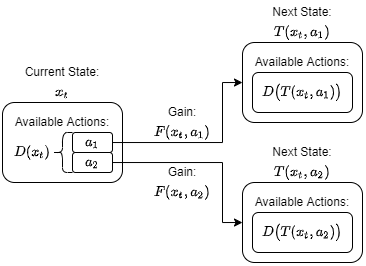 Current State:
x_t
Available Actions:
D(x_t)
a_1
a_2
Gain:
F(x_t, a_1)
Gain:
F(x_t, a_2)
Next State:
T(x_t, a_1)
Available Actions:
D(T(x_t, a_1))
Next State:
T(x_t, a_2)
Available Actions:
D(T(x_t, a_2))